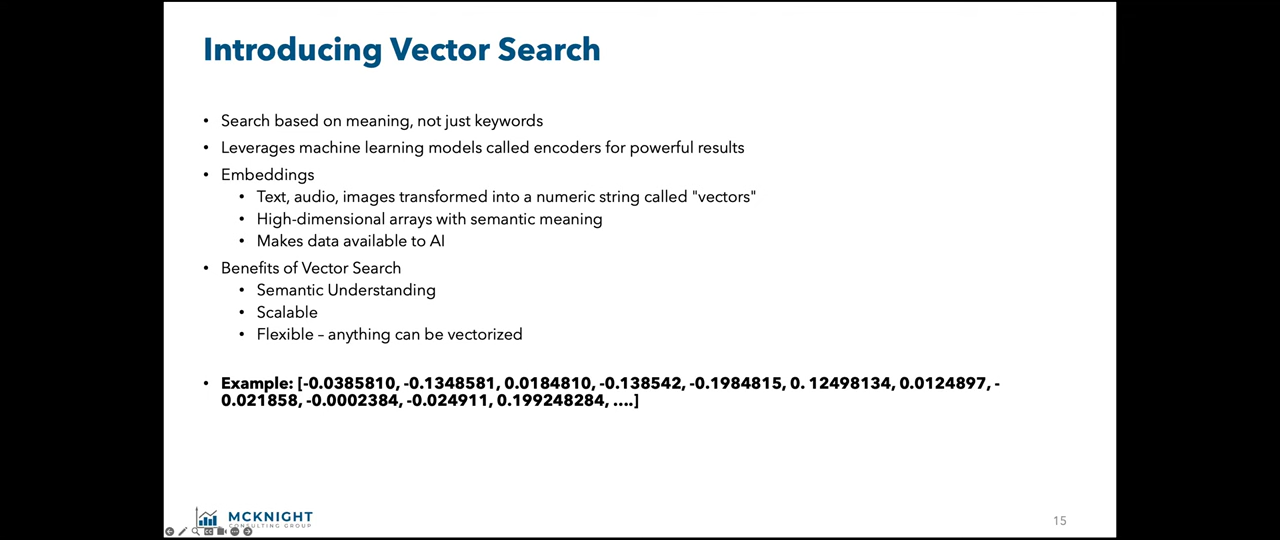 Introducing Vector Search
• Search based on meaning, not just keywords
• Leverages machine learning models called encoders for powerful results
• Embeddings
• Text, audio, images transformed into a numeric string called "vectors"
• High-dimensional arrays with semantic meaning
• Makes data available to AI
• Benefits of Vector Search
• Semantic Understanding
• Scalable
• Flexible – anything can be vectorized
• Example: [-0.0385810, -0.1348581, 0.0184810, -0.138542, -0.1984815, 0. 12498134, 0.0124897, -
0.021858, -0.0002384, -0.024911, 0.199248284, ....]
MCKNIGHT
CONSULTING GROUP
15